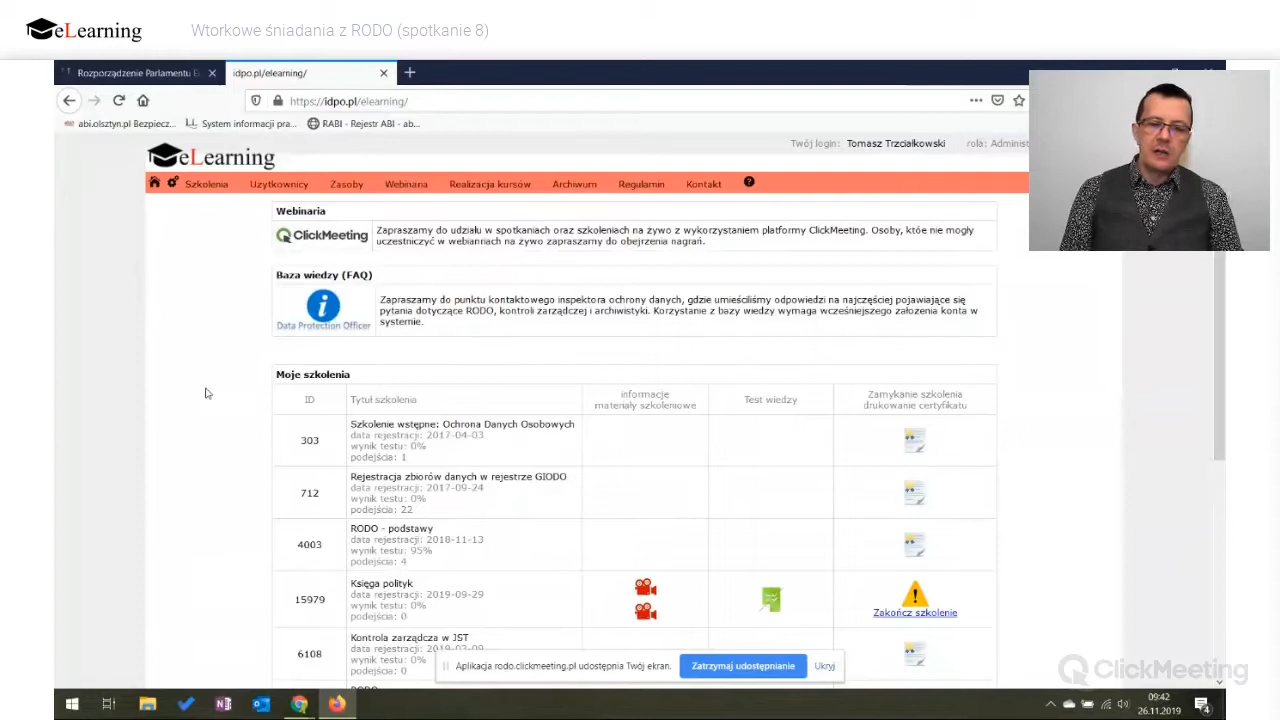 eLearning
Wtorkowe śniadania z RODO (spotkanie 8)
Rozporządzenie Parlamentu E
idpo.pl/elearning/
https://idpo.pl/elearning/
abi.olsztyn.pl Bezpiecz...
System informacji pra...
RABI - Rejestr ABI - ab...
eLearning
Twój login: Tomasz Trzciałkowski
rola: Adminis
Szkolenia
Użytkownicy
Zasoby
Webinaria
Realizacja kursów
Archiwum
Regulamin
Kontakt
Webinaria
ClickMeeting
Zapraszamy do udziału w spotkaniach oraz szkoleniach na żywo z wykorzystaniem platformy ClickMeeting. Osoby, któe nie mogły
uczestniczyć w webiannach na żywo zapraszamy do obejrzenia nagrań.
Baza wiedzy (FAQ)
Data Protection Officer
Zapraszamy do punktu kontaktowego inspektora ochrony danych, gdzie umieściliśmy odpowiedzi na najczęściej pojawiające się
pytania dotyczące RODO, kontroli zarządczej i archiwistyki. Korzystanie z bazy wiedzy wymaga wcześniejszego założenia konta w
systemie.
Moje szkolenia
ID
Tytuł szkolenia
informacje
materiały szkoleniowe
Test wiedzy
Zamykanie szkolenia
drukowanie certyfikatu
303
Szkolenie wstępne: Ochrona Danych Osobowych
data rejestracji: 2017-04-03
wynik testu: 0%
podejścia: 1
712
Rejestracja zbiorów danych w rejestrze GIODO
data rejestracji: 2017-09-24
wynik testu: 0%
podejścia: 22
4003
RODO - podstawy
data rejestracji: 2018-11-13
wynik testu: 95%
podejścia: 4
15979
Księga polityk
data rejestracji: 2019-09-29
wynik testu: 0%
podejścia: 0
Zakończ szkolenie
6108
Kontrola zarządcza w JST
data rejestracji: 2019-02-09
wynik testu: 0%
podejścia: 0
Aplikacja rodo.clickmeeting.pl udostępnia Twój ekran.
Zatrzymaj udostępnianie
Ukryj
ClickMeeting
09:42
26.11.2019
4